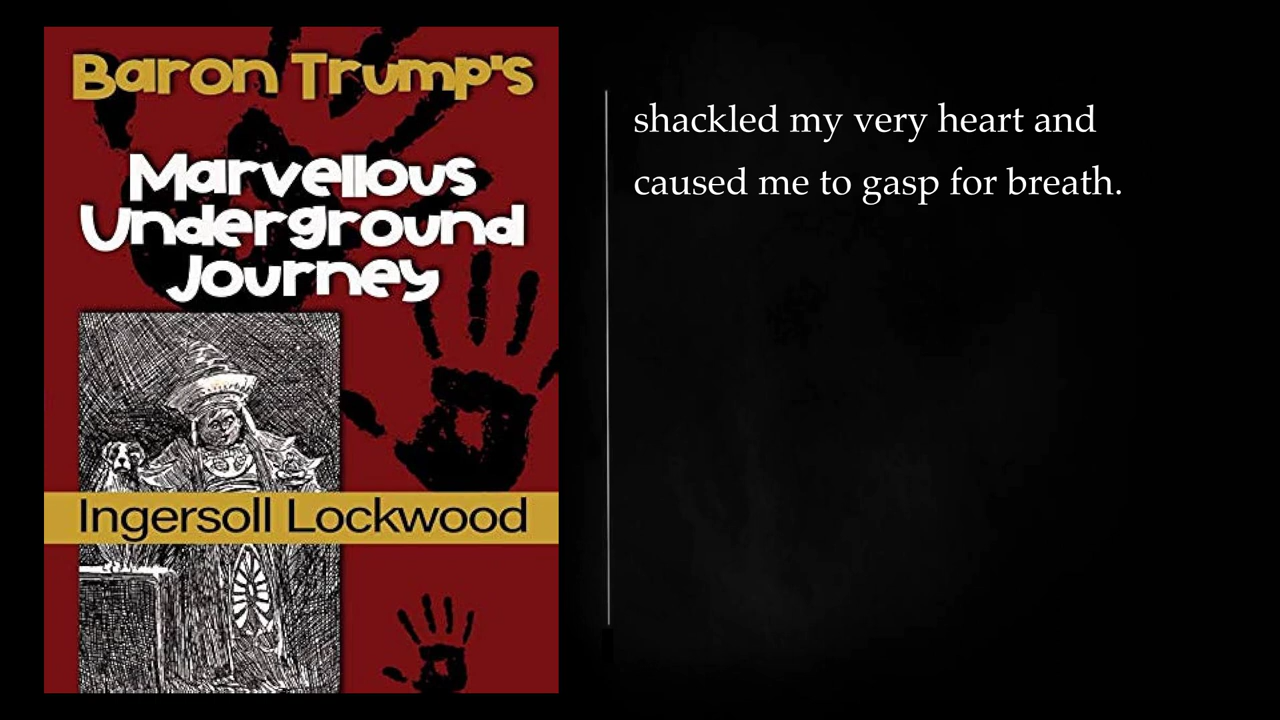 Baron Trump's
Marvellous
Underground
Journey
Ingersoll Lockwood
shackled my very heart and
caused me to gasp for breath.